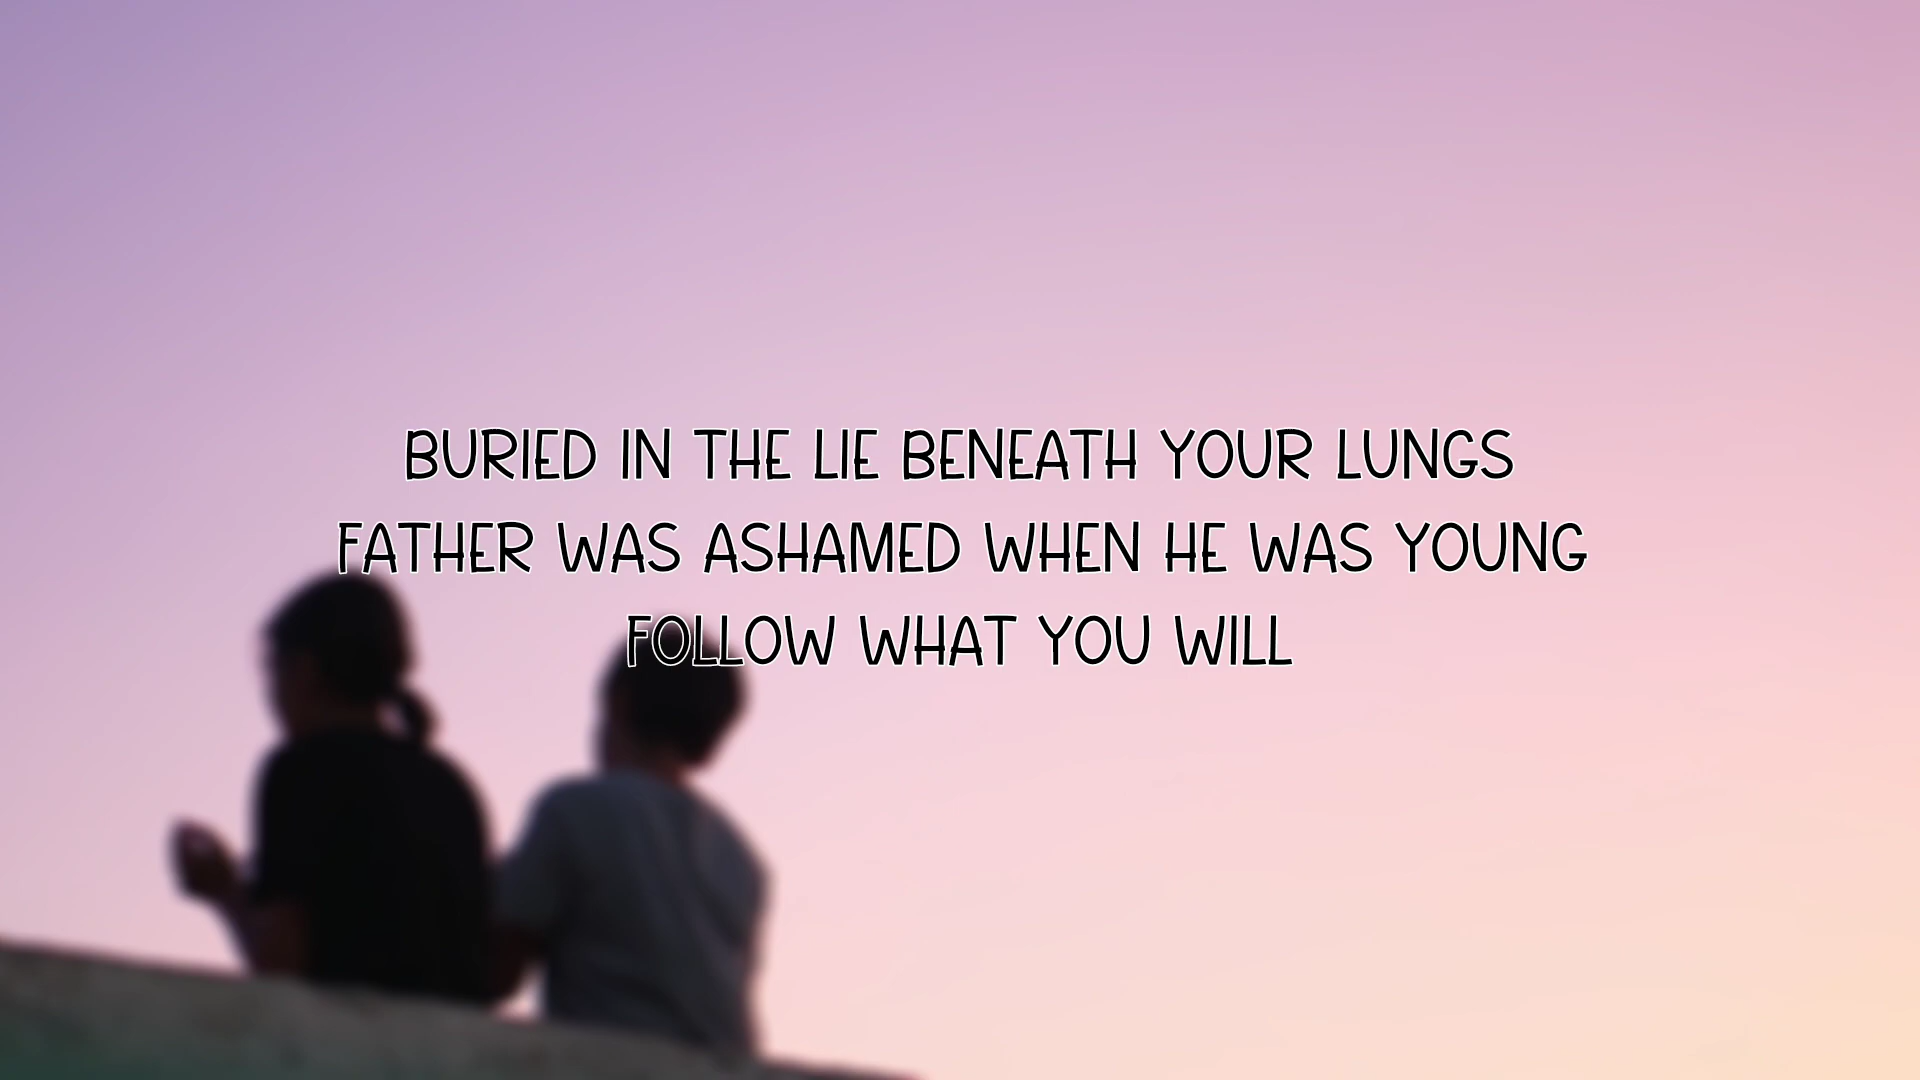 BURIED IN THE LIE BENEATH YOUR LUNGS
FATHER WAS ASHAMED WHEN HE WAS YOUNG
FOLLOW WHAT YOU WILL